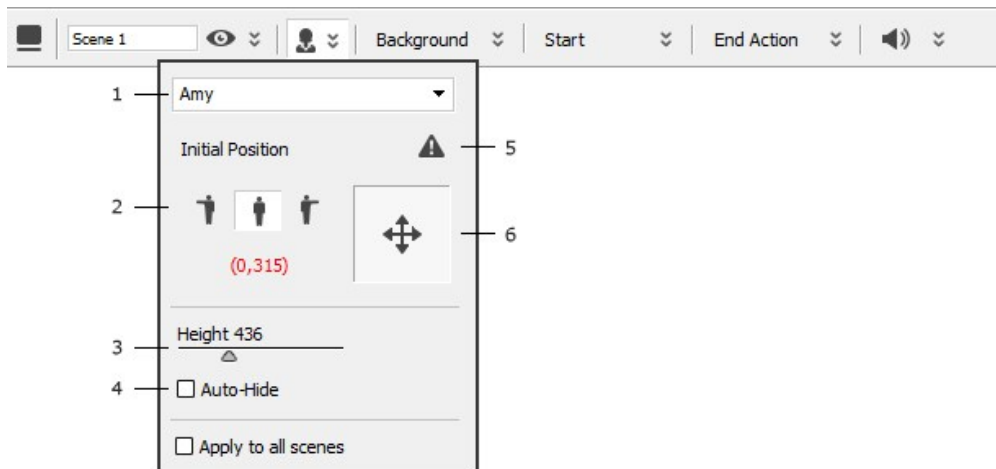 Scene 1 Background Start End Action
1 Amy
Initial Position 5
2 6
(0,315)
Height 436
3
4 Auto-Hide
Apply to all scenes